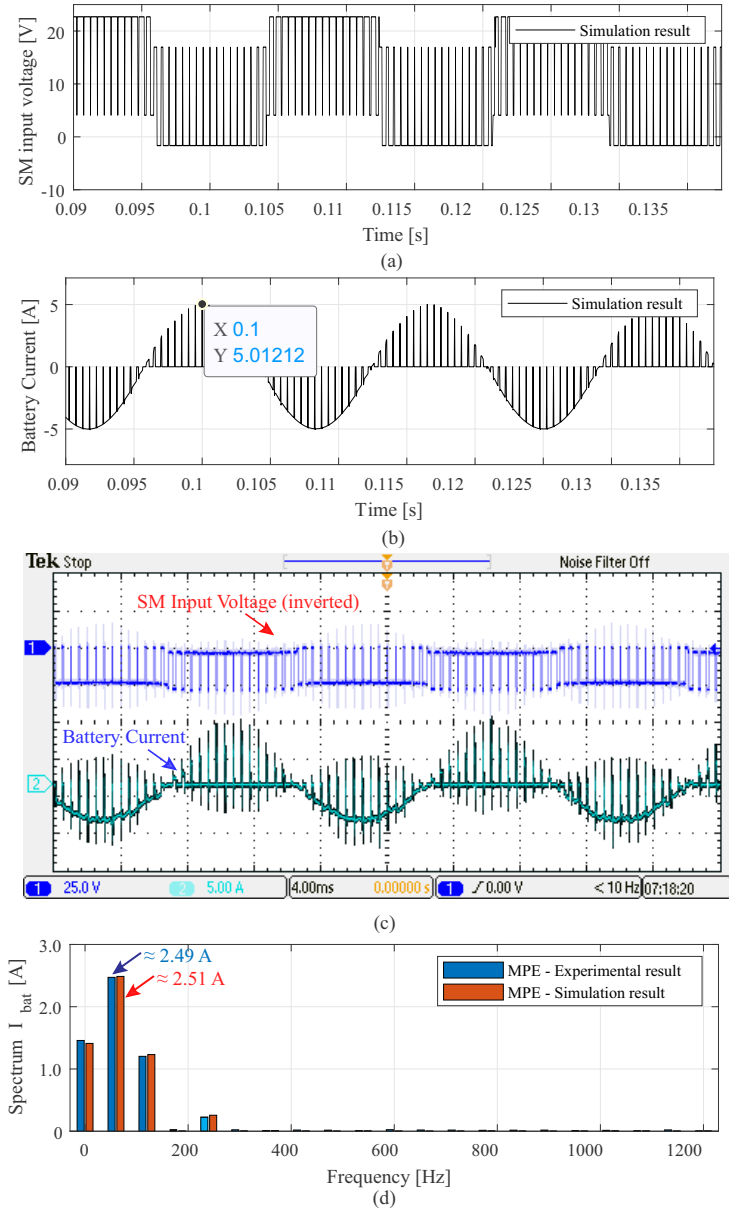 20
10
0
-10
SM input voltage [V]
Simulation result
0.09 0.095 0.1 0.105 0.11 0.115 0.12 0.125 0.13 0.135
Time [s]
(a)
5
0
-5
Battery Current [A]
Simulation result
X 0.1
Y 5.01212
0.09 0.095 0.1 0.105 0.11 0.115 0.12 0.125 0.13 0.135
Time [s]
(b)
Tek Stop
Noise Filter Off
SM Input Voltage (inverted)
1
Battery Current
2
1 25.0 V 2 5.00 A 4.00ms 0.00000 s 1 0.00 V < 10 Hz 07:18:20
(c)
3.0
2.0
1.0
0
Spectrum I bat [A]
≈ 2.49 A
≈ 2.51 A
MPE - Experimental result
MPE - Simulation result
0 200 400 600 800 1000 1200
Frequency [Hz]
(d)